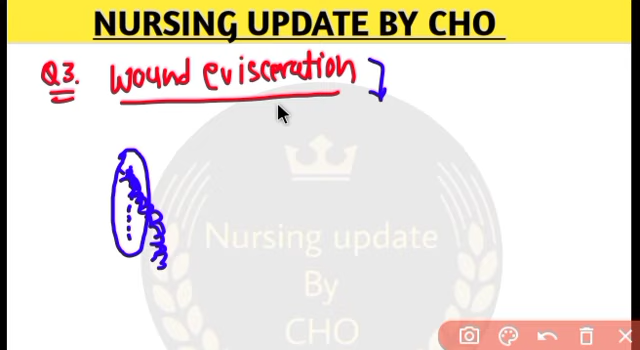 NURSING UPDATE BY CHO
Q3. Wound evisceration
Nursing update
By
CHO